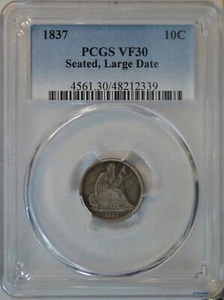 1837 10C
PCGS VF30
Seated, Large Date
4561.30/48212339